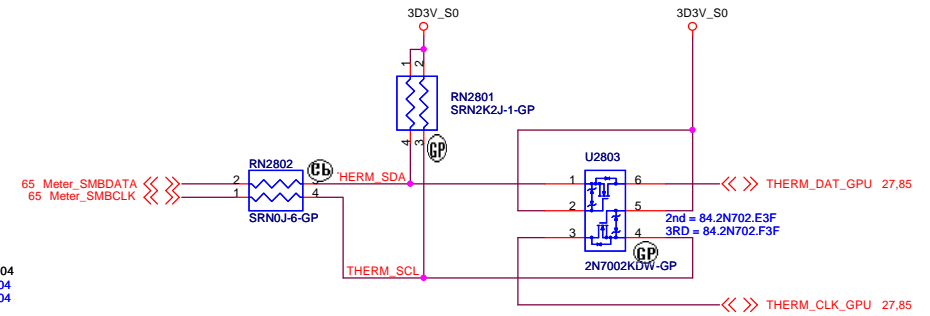 3D3V_S0
3D3V_S0
1
2
RN2801
SRN2K2J-1-GP
4
3
GP
RN2802
GP
U2803
65 Meter_SMBDATA
2
3
THERM_SDA
1
6
THERM_DAT_GPU 27,85
65 Meter_SMBCLK
1
4
SRN0J-6-GP
2
5
2nd = 84.2N702.E3F
3RD = 84.2N702.F3F
3
4
GP
2N7002KDW-GP
THERM_SCL
04
04
04
THERM_CLK_GPU 27,85